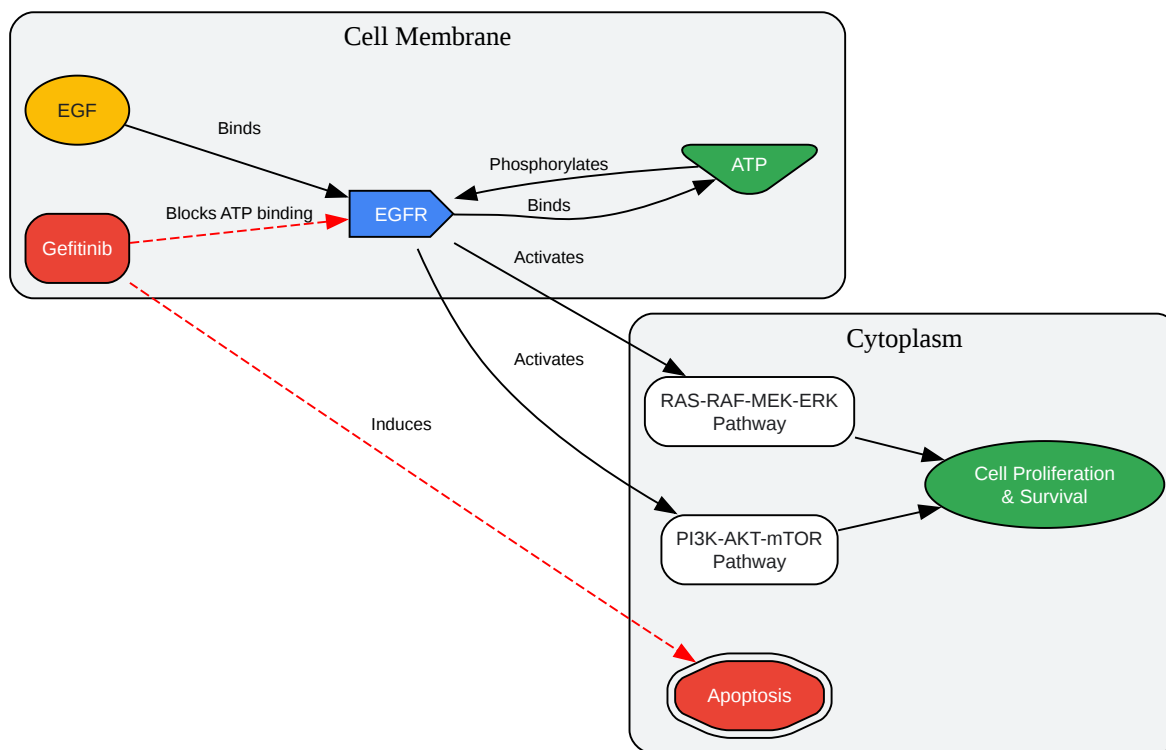 Cell Membrane
EGF
Binds
Phosphorylates
ATP
Blocks ATP binding
EGFR
Binds
Gefitinib
Activates
Cytoplasm
Activates
RAS-RAF-MEK-ERK
Pathway
Induces
Cell Proliferation
& Survival
PI3K-AKT-mTOR
Pathway
Apoptosis